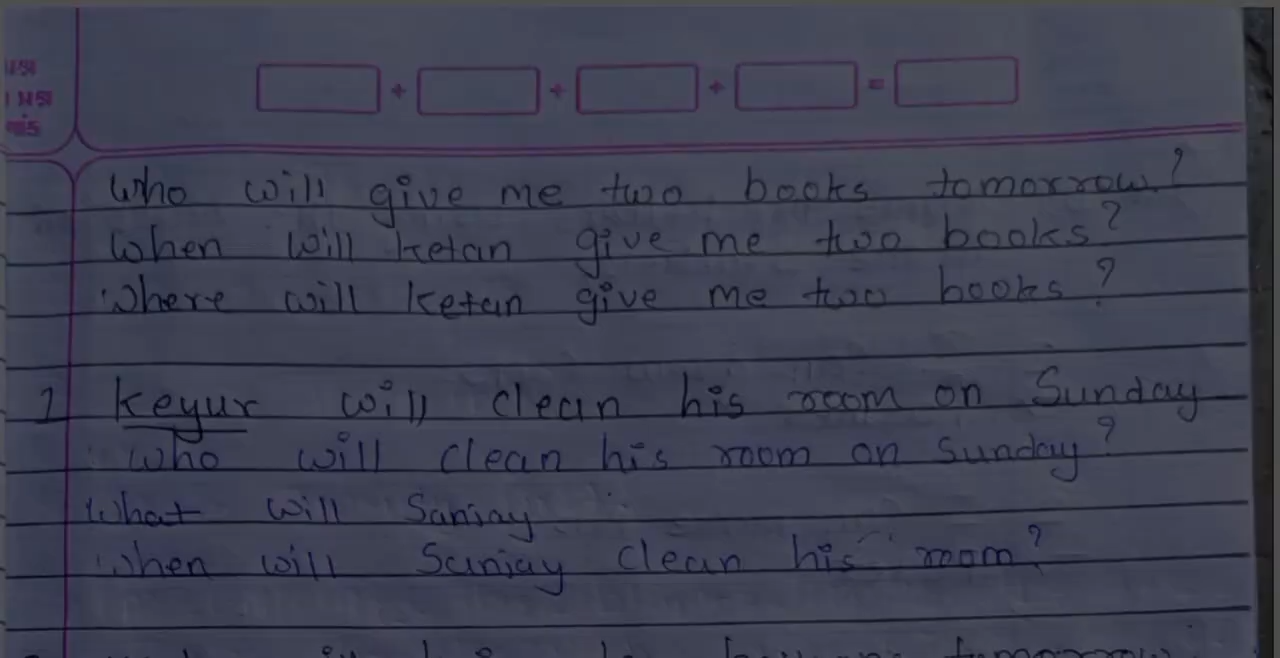 who will give me two books tomorrow?
when will ketan give me two books?
where will ketan give me two books?
1 Keyur will clean his room on Sunday
who will clean his room on Sunday?
What will Sanjay
when will Sanjay clean his room?
tomorrow